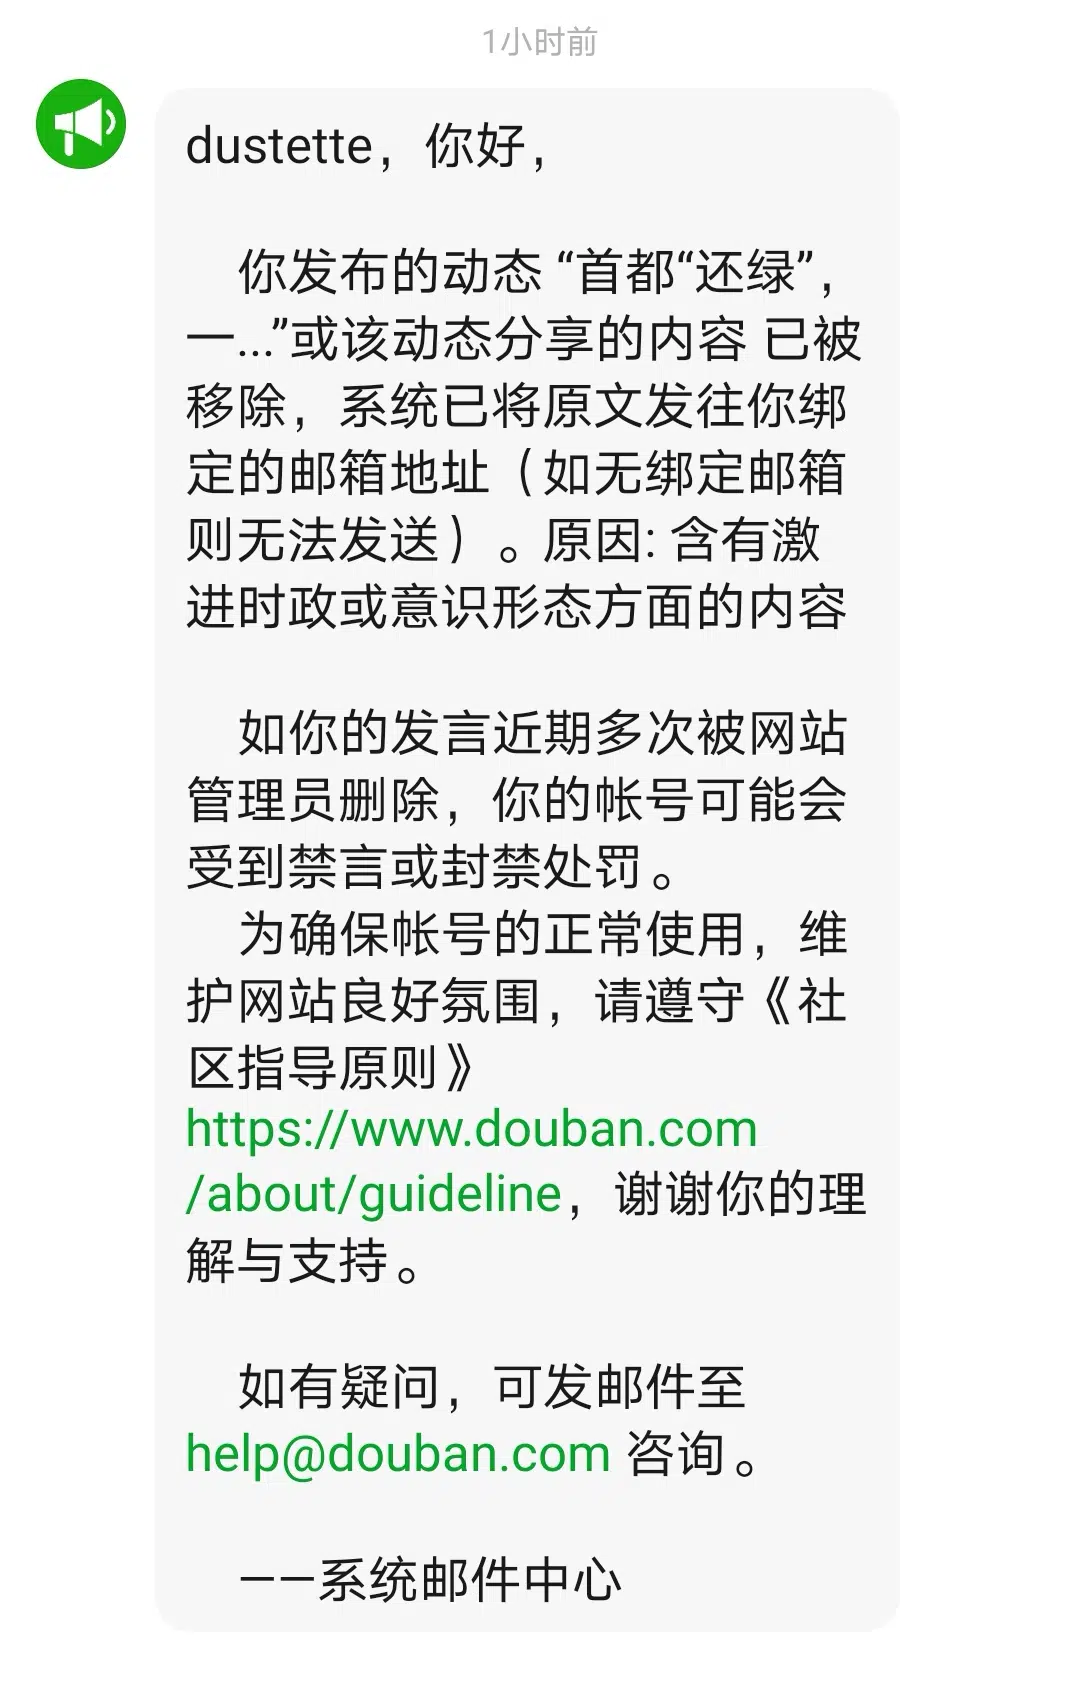 1小时前
dustette，你好，
你发布的动态 “首都“还绿”，
一...”或该动态分享的内容 已被
移除，系统已将原文发往你绑
定的邮箱地址（如无绑定邮箱
则无法发送）。原因: 含有激
进时政或意识形态方面的内容
如你的发言近期多次被网站
管理员删除，你的帐号可能会
受到禁言或封禁处罚。
为确保帐号的正常使用，维
护网站良好氛围，请遵守《社
区指导原则》
https://www.douban.com
/about/guideline，谢谢你的理
解与支持。
如有疑问，可发邮件至
help@douban.com 咨询。
——系统邮件中心